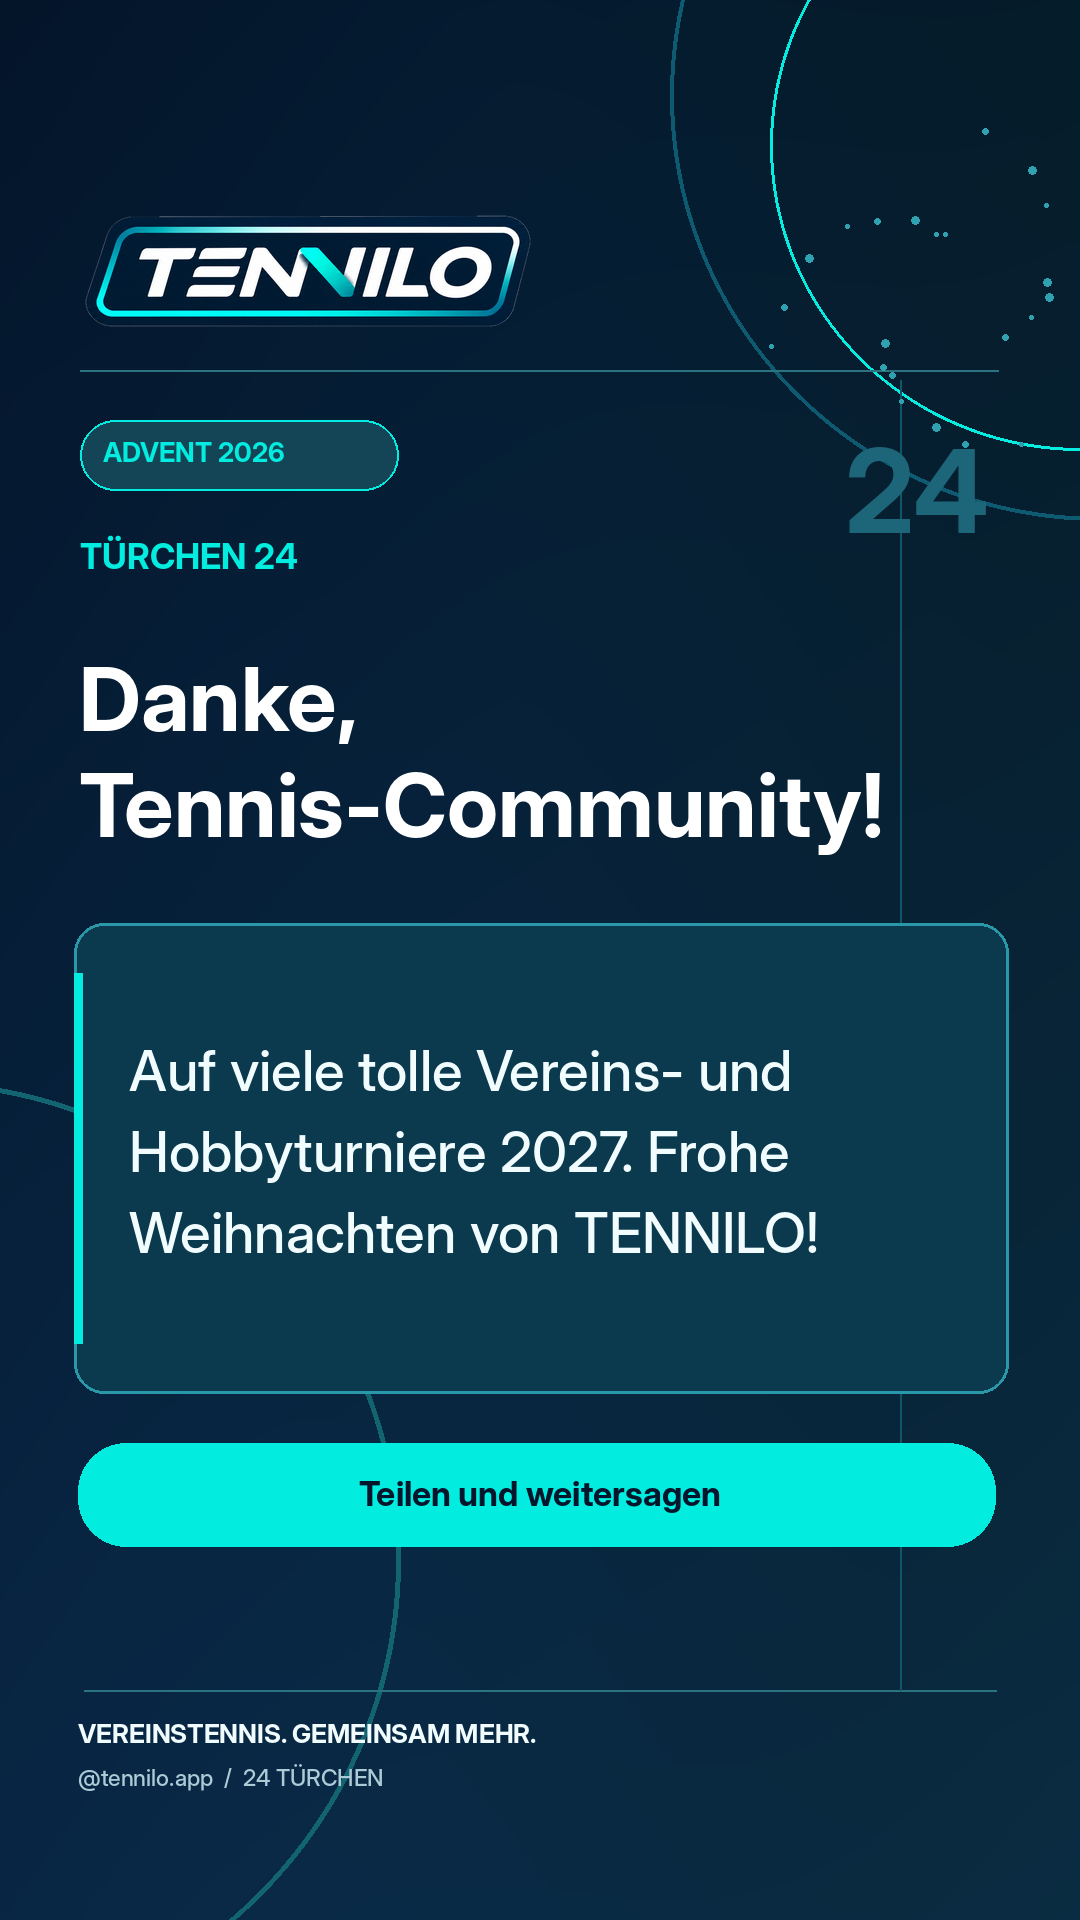 TENNILO
ADVENT 2026
24
TÜRCHEN 24
Danke,
Tennis-Community!
Auf viele tolle Vereins- und
Hobbyturniere 2027. Frohe
Weihnachten von TENNILO!
Teilen und weitersagen
VEREINSTENNIS. GEMEINSAM MEHR.
@tennilo.app / 24 TÜRCHEN